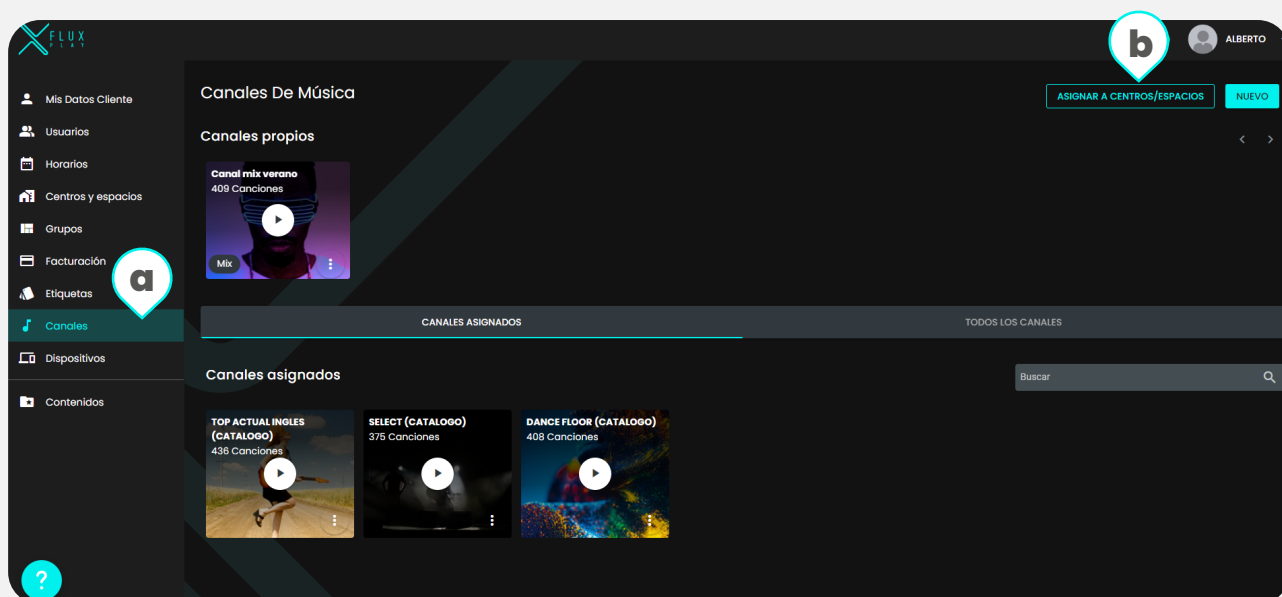 FLUX
PLAY
b
ALBERTO
Mis Datos Cliente
Usuarios
Horarios
Centros y espacios
Grupos
Facturación
a
Etiquetas
Canales
Dispositivos
Contenidos
?
Canales De Música
ASIGNAR A CENTROS/ESPACIOS
NUEVO
Canales propios
Canal mix verano
409 Canciones
Mix
CANALES ASIGNADOS
TODOS LOS CANALES
Canales asignados
Buscar
TOP ACTUAL INGLES
(CATALOGO)
436 Canciones
SELECT (CATALOGO)
375 Canciones
DANCE FLOOR (CATALOGO)
408 Canciones